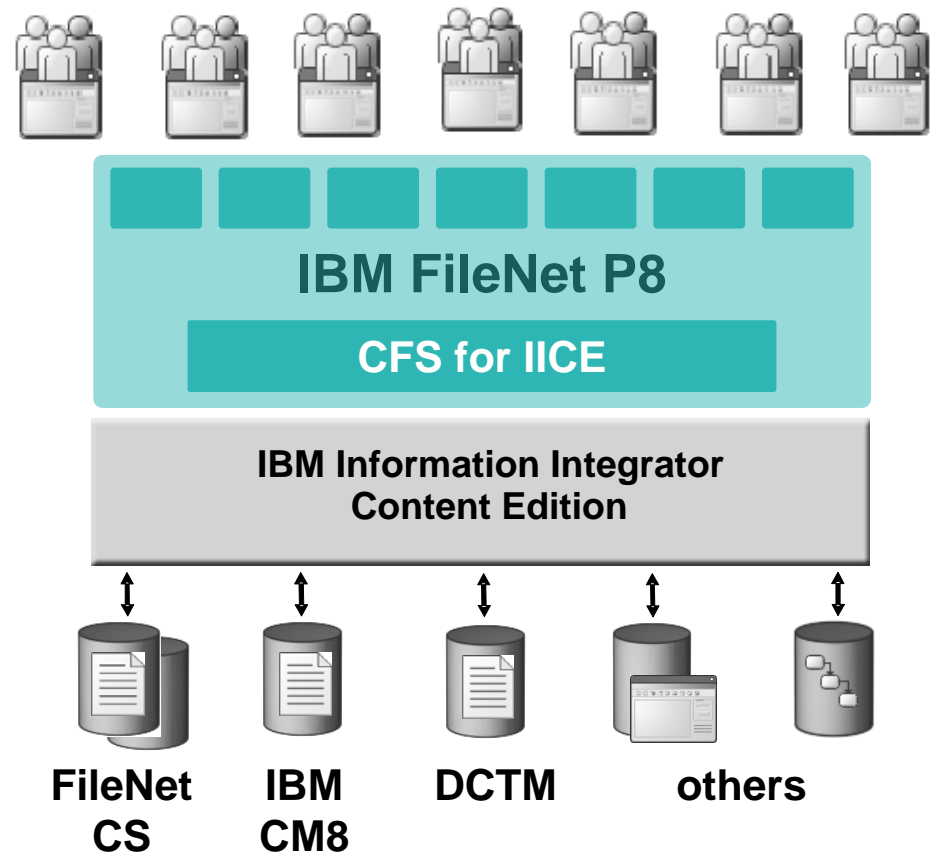 IBM FileNet P8
CFS for IICE
IBM Information Integrator
Content Edition
FileNet
CS
IBM
CM8
DCTM
others